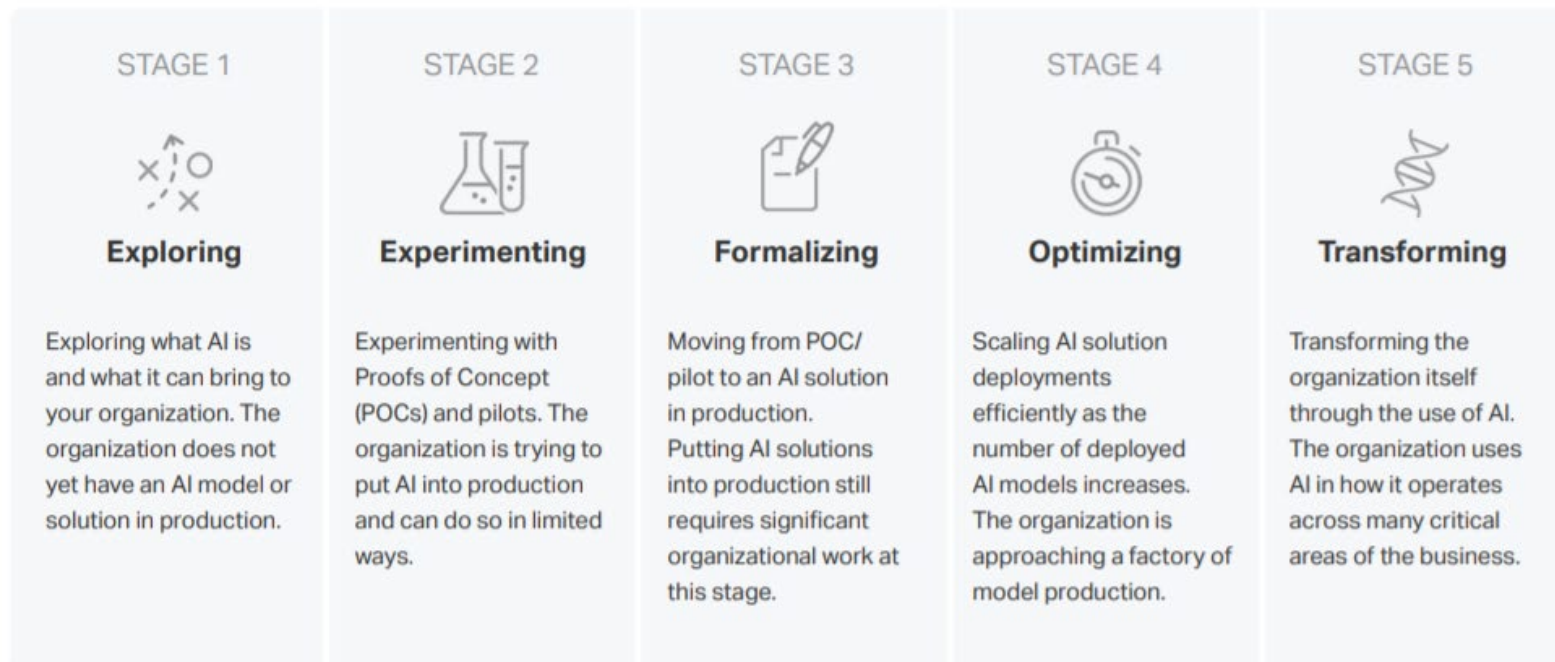 STAGE 1
Exploring
Exploring what AI is
and what it can bring to
your organization. The
organization does not
yet have an AI model or
solution in production.
STAGE 2
Experimenting
Experimenting with
Proofs of Concept
(POCs) and pilots. The
organization is trying to
put AI into production
and can do so in limited
ways.
STAGE 3
Formalizing
Moving from POC/
pilot to an AI solution
in production.
Putting AI solutions
into production still
requires significant
organizational work at
this stage.
STAGE 4
Optimizing
Scaling AI solution
deployments
efficiently as the
number of deployed
AI models increases.
The organization is
approaching a factory of
model production.
STAGE 5
Transforming
Transforming the
organization itself
through the use of AI.
The organization uses
AI in how it operates
across many critical
areas of the business.